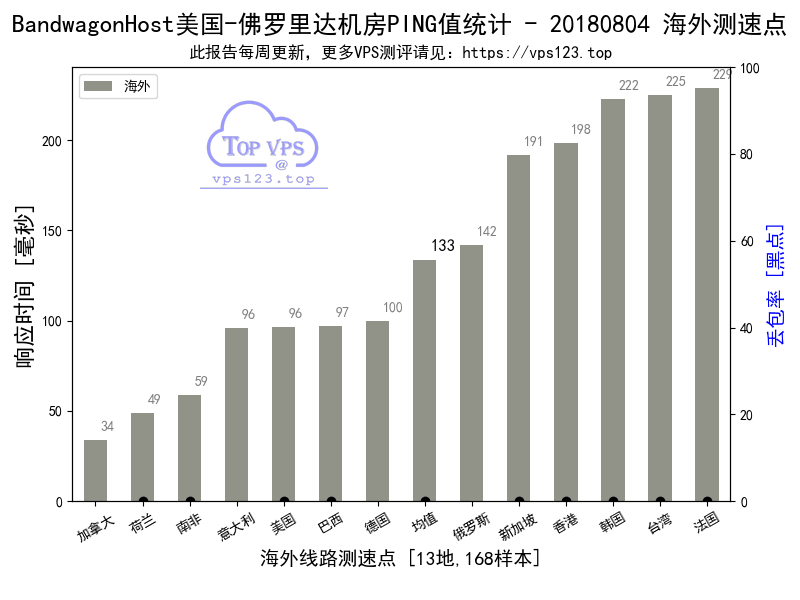 BandwagonHost美国-佛罗里达机房PING值统计 - 20180804 海外测速点
此报告每周更新，更多VPS测评请见：https://vps123.top
海外
TOP VPS
@
vps123.top
响应时间 [毫秒]
200
150
100
50
0
100
80
60
40
20
0
丢包率 [黑点]
34
49
59
96
96
97
100
133
142
191
198
222
225
229
加拿大
荷兰
南非
意大利
美国
巴西
德国
均值
俄罗斯
新加坡
香港
韩国
台湾
法国
海外线路测速点 [13地,168样本]